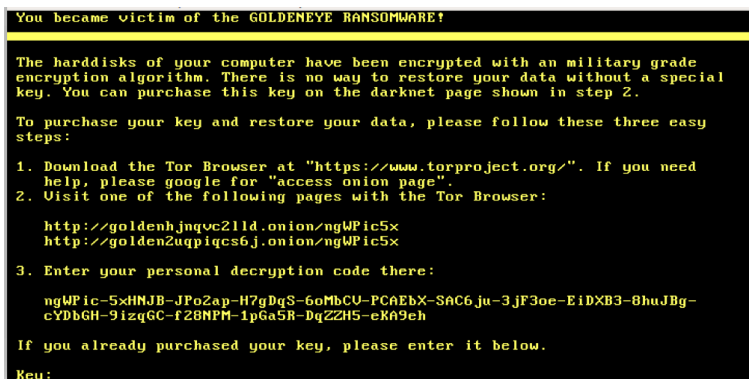 You became victim of the GOLDENEYE RANSOMWARE!
The harddisks of your computer have been encrypted with an military grade
encryption algorithm. There is no way to restore your data without a special
key. You can purchase this key on the darknet page shown in step 2.
To purchase your key and restore your data, please follow these three easy
steps:
1. Download the Tor Browser at "https://www.torproject.org/". If you need
help, please google for "access onion page".
2. Visit one of the following pages with the Tor Browser:
http://goldenhjnqvc2lld.onion/ngWPic5x
http://golden2uqpiqcs6j.onion/ngWPic5x
3. Enter your personal decryption code there:
ngWPic-5xHNJB-JPo2ap-H7gDqS-6oMbCV-PCAEbX-SAC6ju-3jF3oe-EiDXB3-8huJBg-
cYDbGH-9izqGC-f28NPM-1pGa5R-DqZZH5-eKA9eh
If you already purchased your key, please enter it below.
Key: